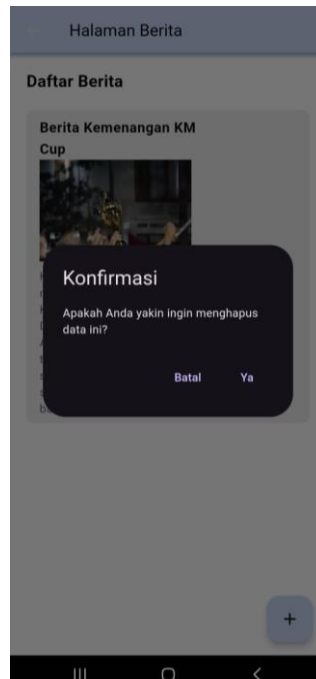 Halaman Berita
Daftar Berita
Berita Kemenangan KM
Cup
Konfirmasi
Apakah Anda yakin ingin menghapus
data ini?
Batal Ya
+